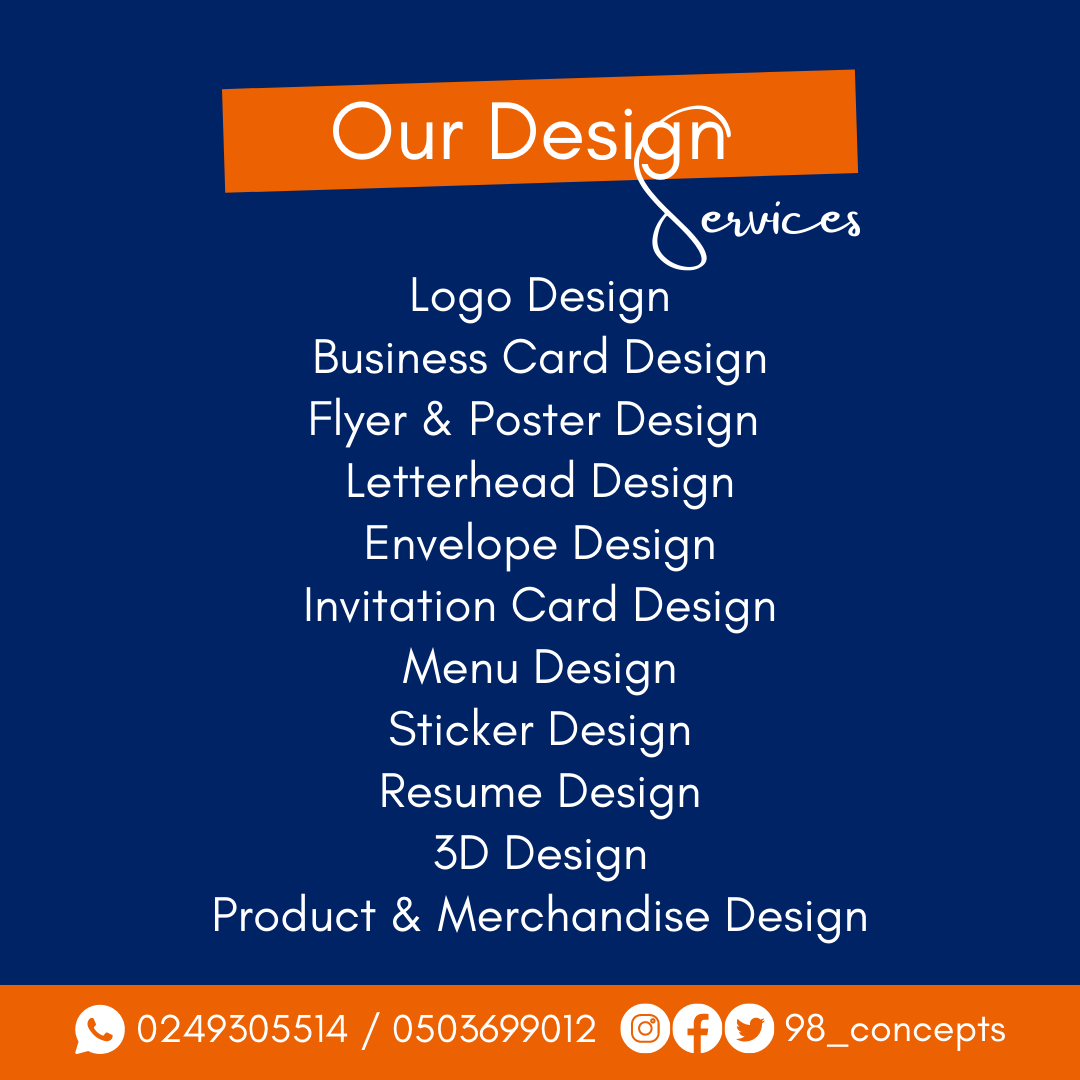 Our Design
Services
Logo Design
Business Card Design
Flyer & Poster Design
Letterhead Design
Envelope Design
Invitation Card Design
Menu Design
Sticker Design
Resume Design
3D Design
Product & Merchandise Design
0249305514 / 0503699012 98_concepts